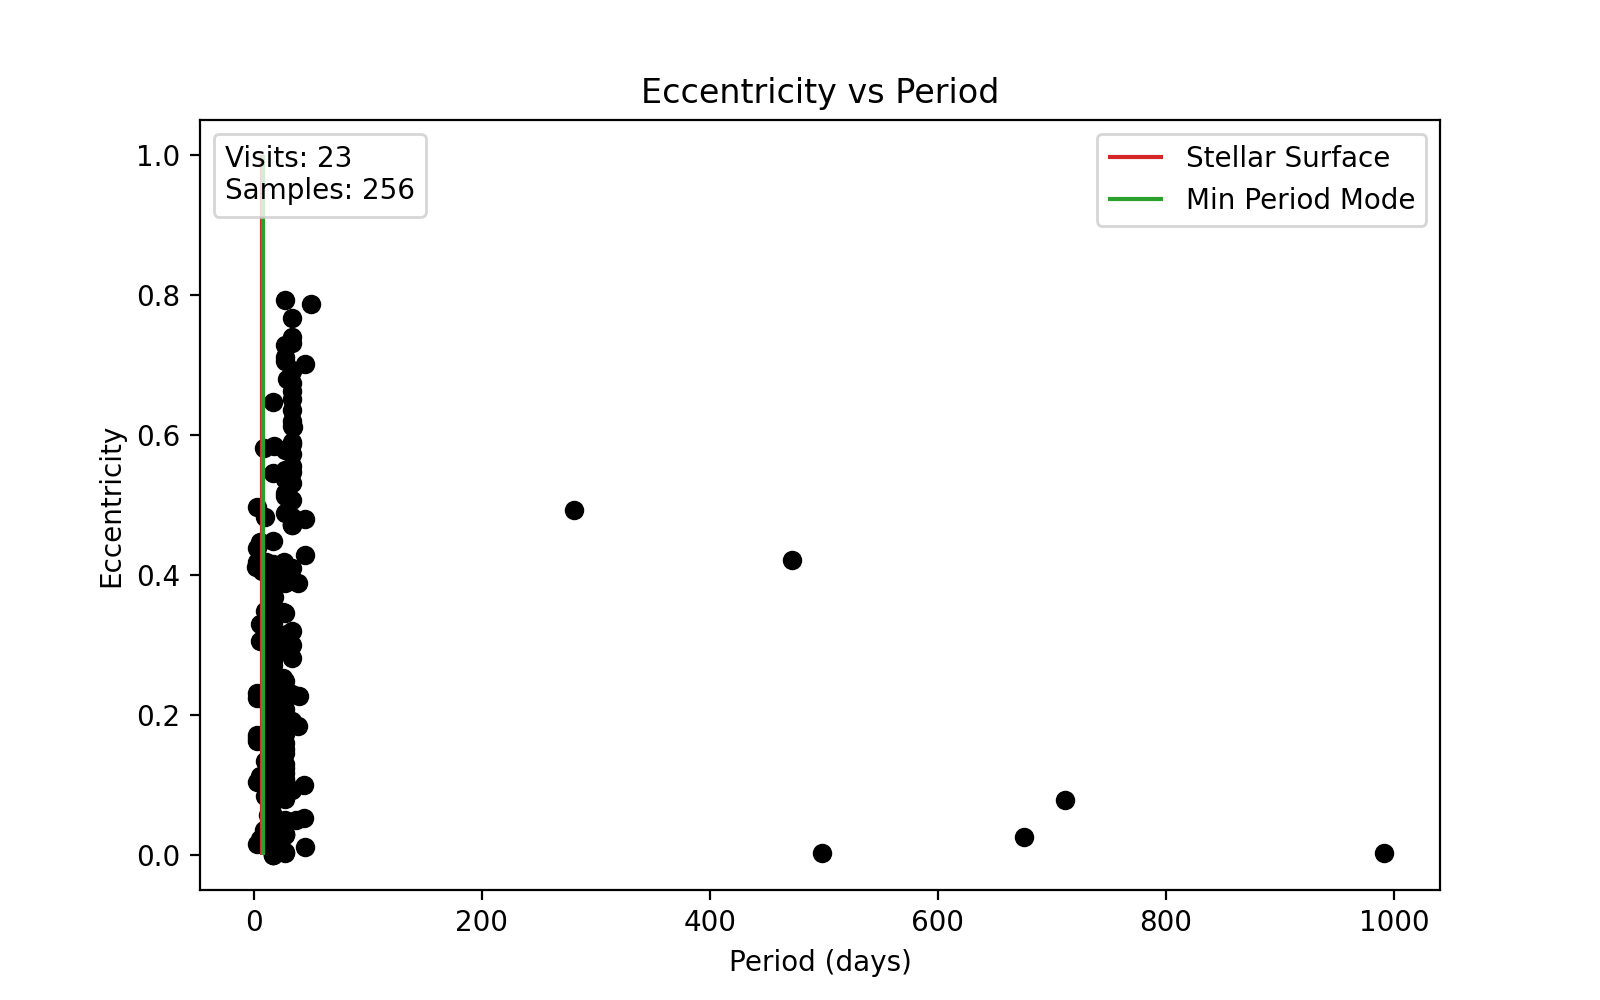 Eccentricity vs Period
Visits: 23
Samples: 256
Stellar Surface
Min Period Mode
1.0
0.8
0.6
0.4
0.2
0.0
Eccentricity
0 200 400 600 800 1000
Period (days)